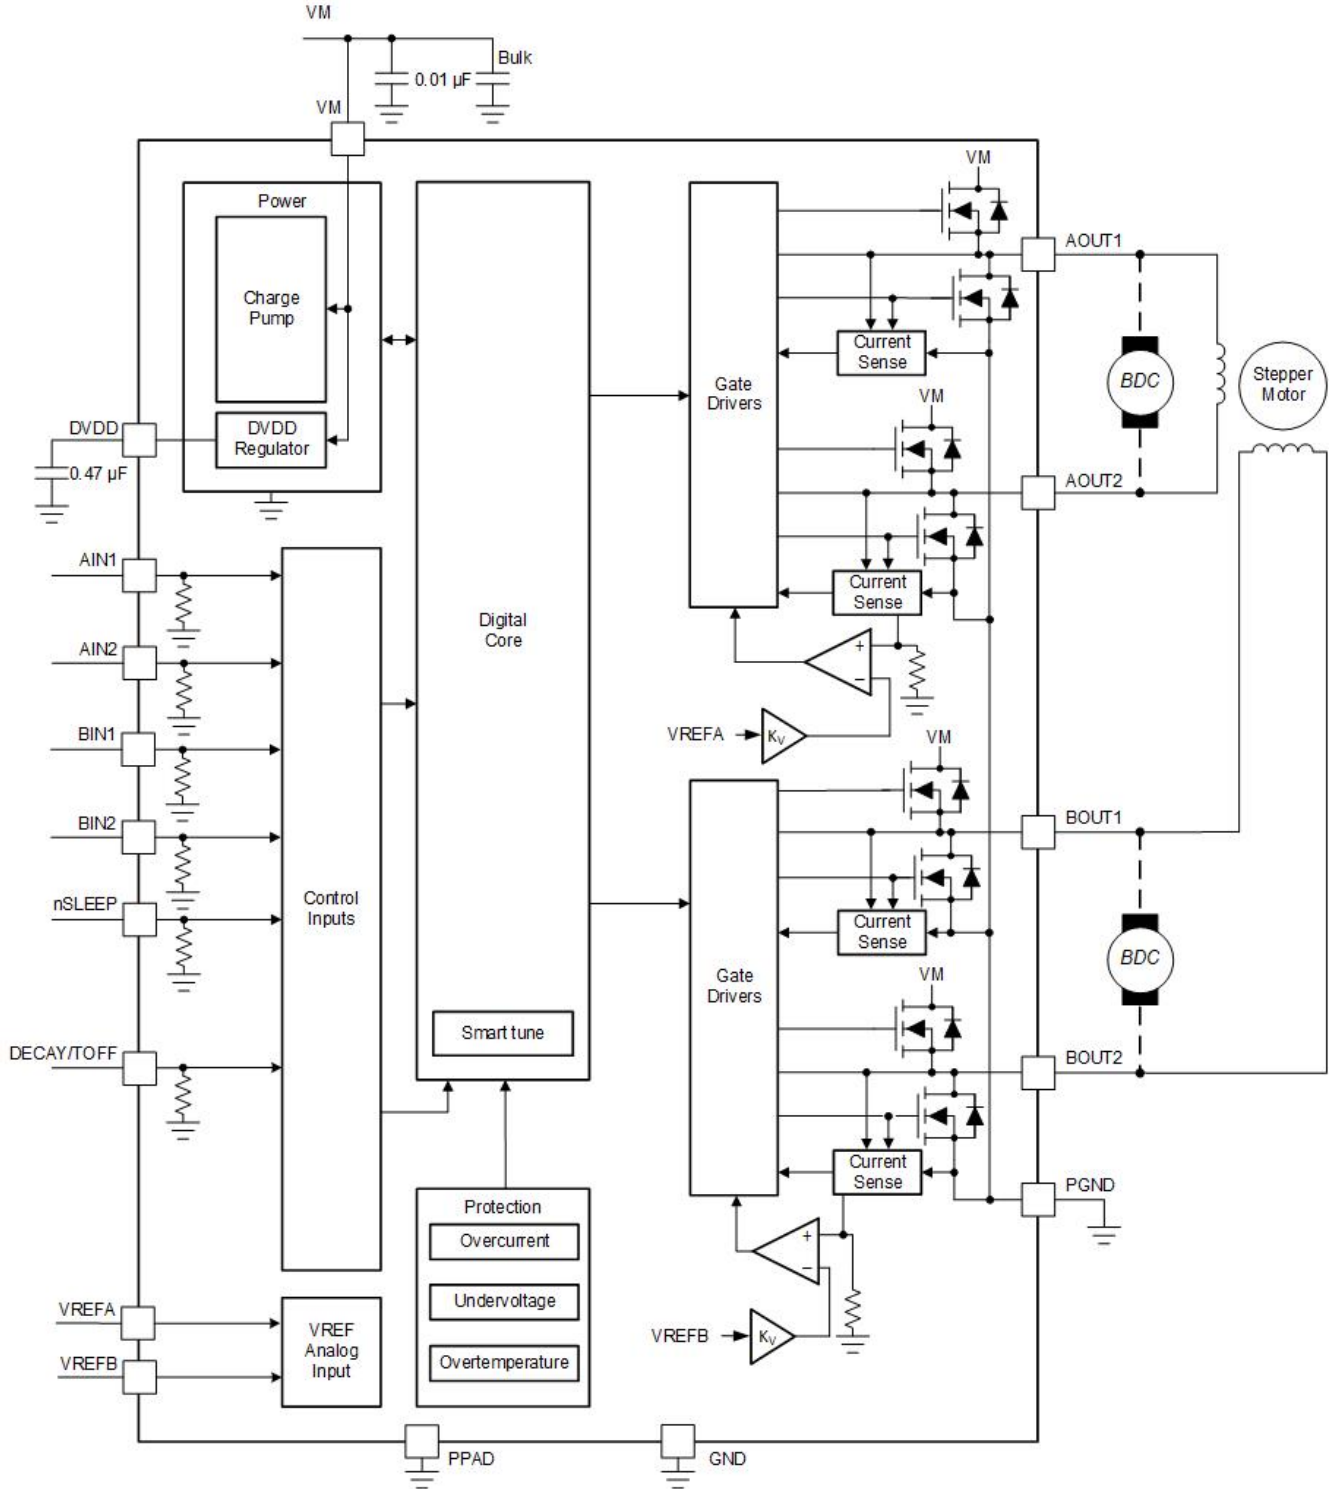 VM
Bulk
0.01 µF
VM
Power
Charge
Pump
DVDD
Regulator
DVDD
0.47 µF
AIN1
AIN2
BIN1
BIN2
nSLEEP
DECAY/TOFF
Control
Inputs
VREFA
VREFB
VREF
Analog
Input
Digital
Core
Smart tune
Protection
Overcurrent
Undervoltage
Overtemperature
PPAD
GND
Gate
Drivers
VM
Current
Sense
VM
Current
Sense
+
−
VREFA
KV
AOUT1
BDC
AOUT2
Stepper
Motor
Gate
Drivers
VM
Current
Sense
VM
Current
Sense
+
−
VREFB
KV
BOUT1
BDC
BOUT2
PGND